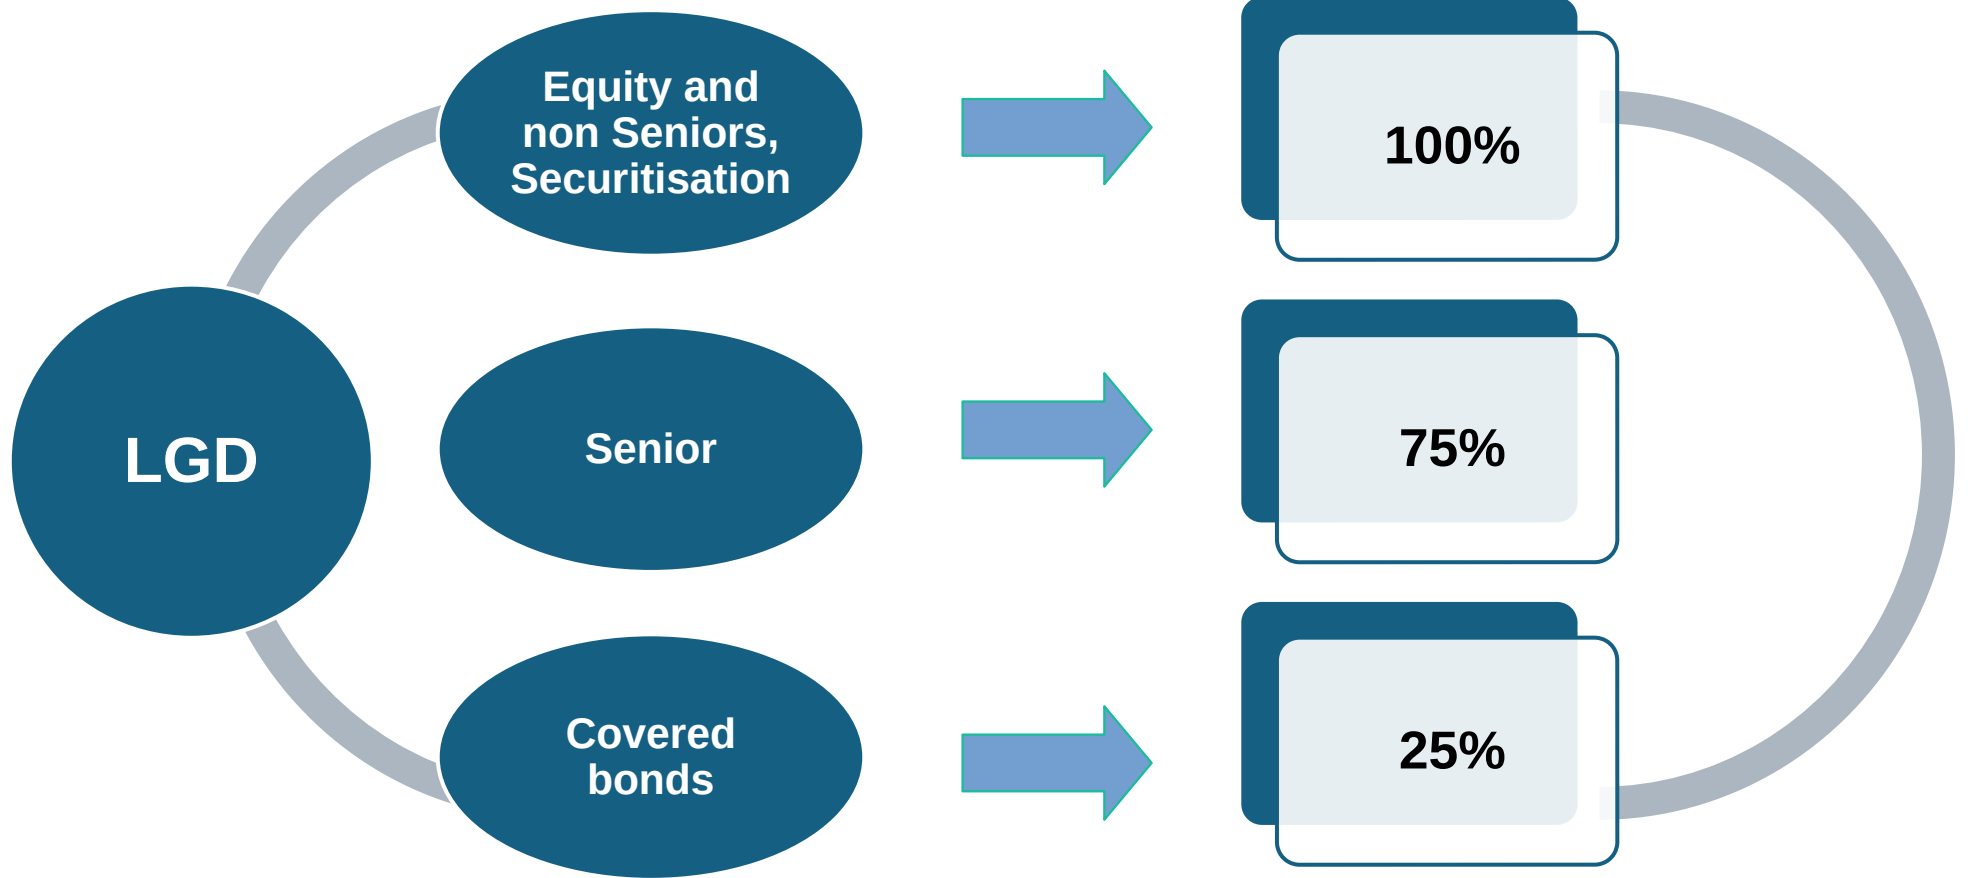 LGD
Equity and
non Seniors,
Securitisation
100%
Senior
75%
Covered
bonds
25%